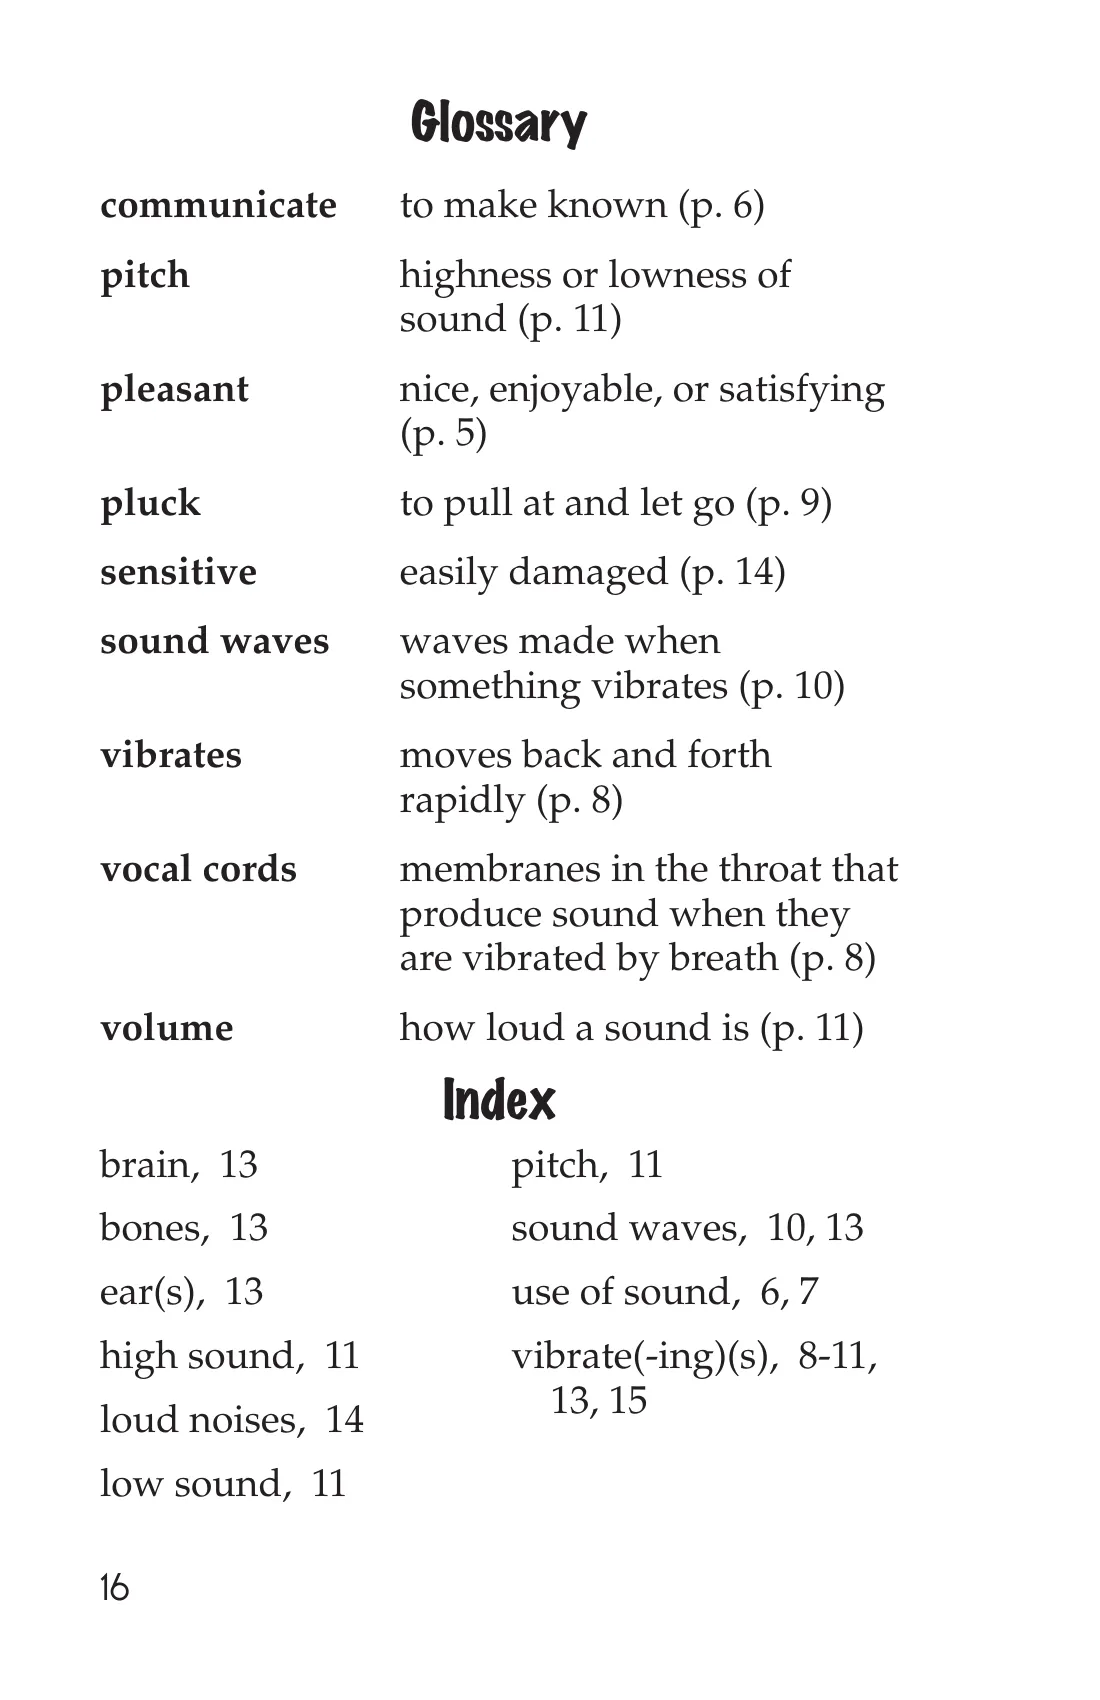 Glossary
communicate to make known (p. 6)
pitch highness or lowness of
sound (p. 11)
pleasant nice, enjoyable, or satisfying
(p. 5)
pluck to pull at and let go (p. 9)
sensitive easily damaged (p. 14)
sound waves waves made when
something vibrates (p. 10)
vibrates moves back and forth
rapidly (p. 8)
vocal cords membranes in the throat that
produce sound when they
are vibrated by breath (p. 8)
volume how loud a sound is (p. 11)
Index
brain, 13
bones, 13
ear(s), 13
high sound, 11
loud noises, 14
low sound, 11
pitch, 11
sound waves, 10, 13
use of sound, 6, 7
vibrate(-ing)(s), 8-11,
13, 15
16